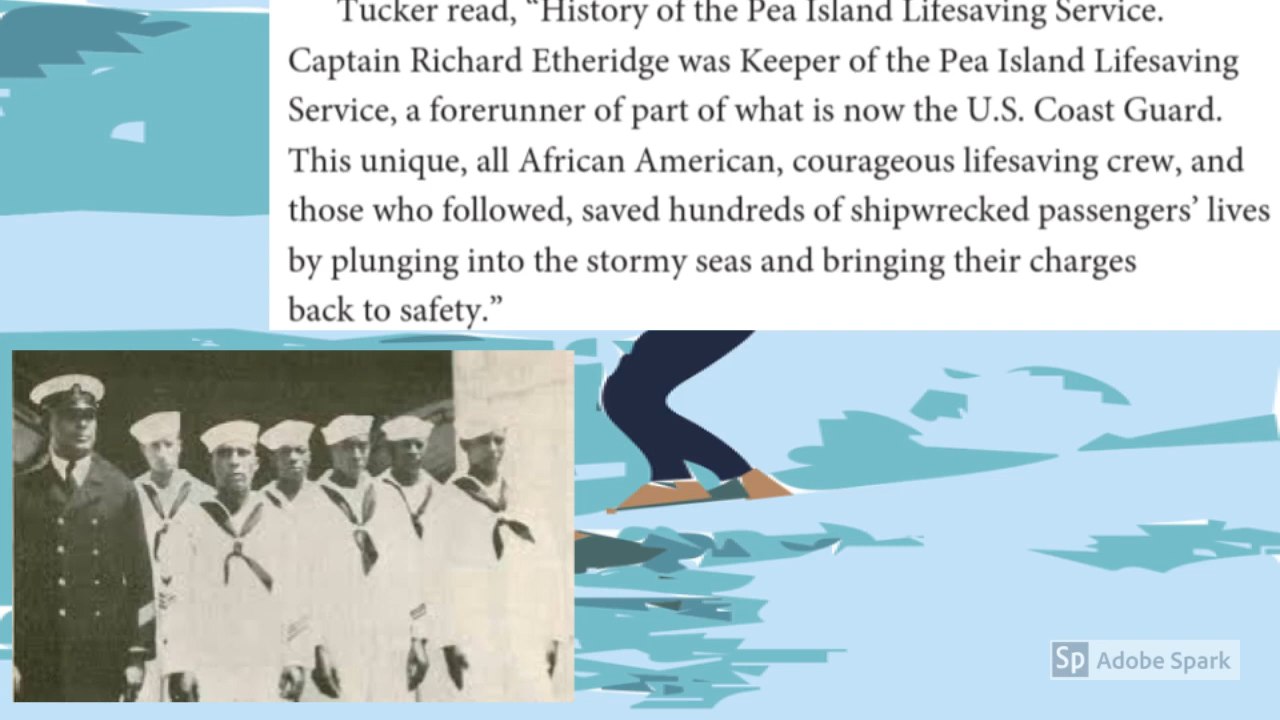 Tucker read, “History of the Pea Island Lifesaving Service.
Captain Richard Etheridge was Keeper of the Pea Island Lifesaving
Service, a forerunner of part of what is now the U.S. Coast Guard.
This unique, all African American, courageous lifesaving crew, and
those who followed, saved hundreds of shipwrecked passengers’ lives
by plunging into the stormy seas and bringing their charges
back to safety.”
Sp Adobe Spark